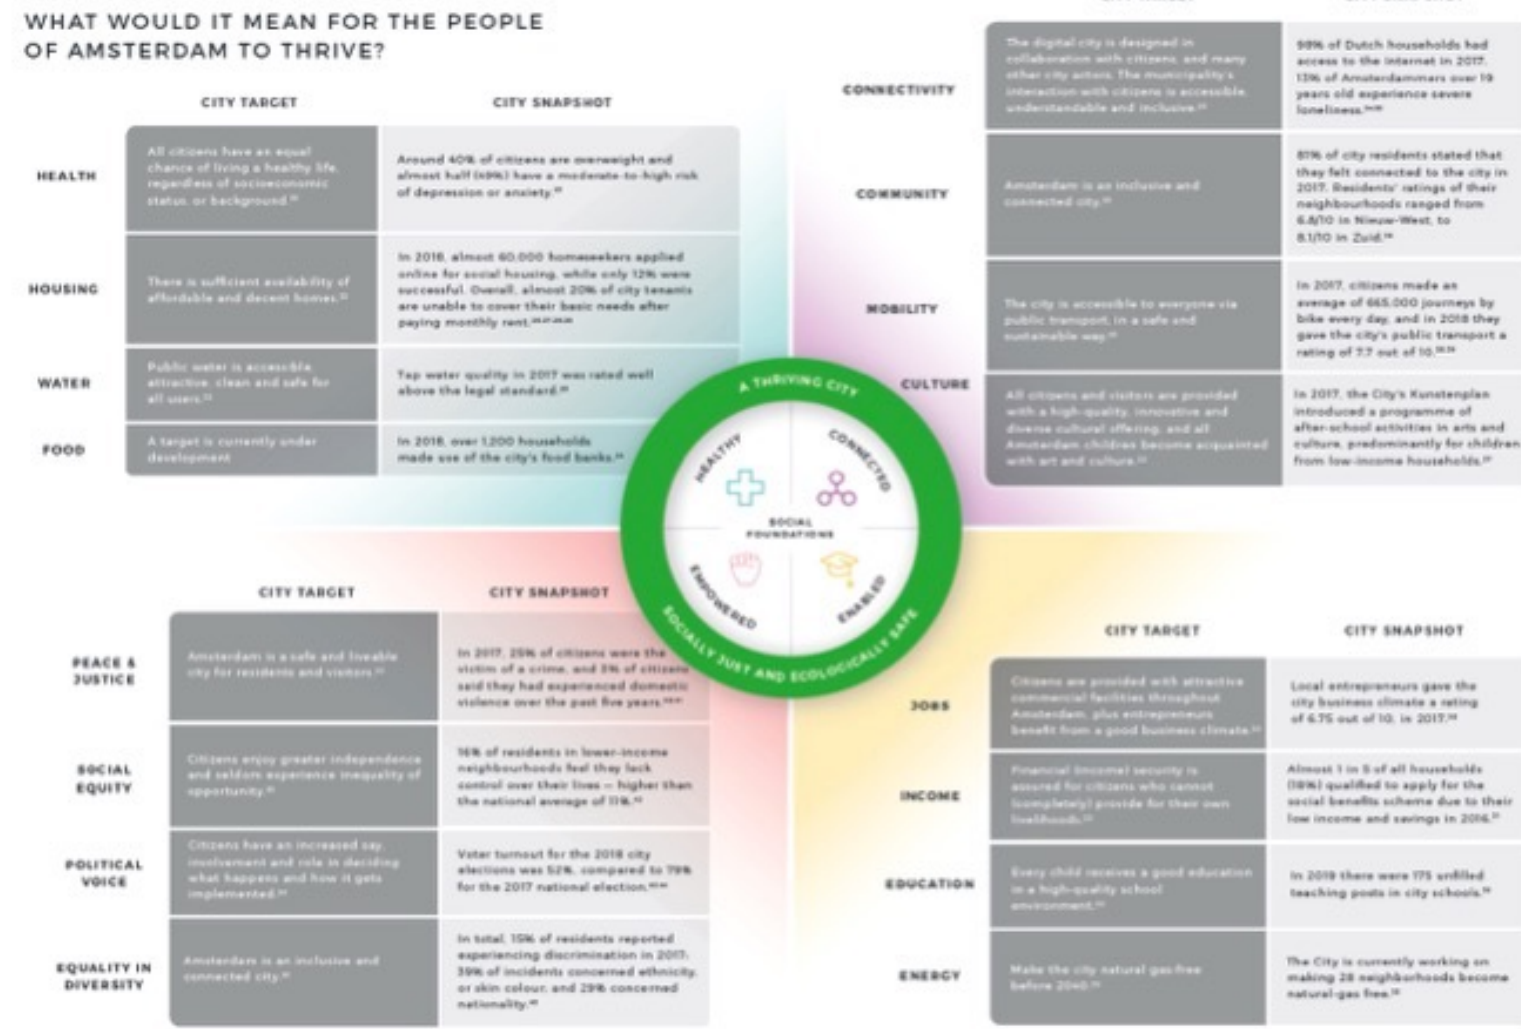 WHAT WOULD IT MEAN FOR THE PEOPLE
OF AMSTERDAM TO THRIVE?
CITY TARGET
CITY SNAPSHOT
HEALTH
All citizens have an equal
chance of living a healthy life,
regardless of socioeconomic
status, or background.
Around 40% of citizens are overweight and
almost half (49%) have a moderate-to-high risk
of depression or anxiety.
HOUSING
There is sufficient availability of
affordable and decent homes.
In 2018, almost 60,000 homeseekers applied
online for social housing, while only 12% were
successful. Overall, almost 20% of city tenants
are unable to cover their basic needs after
paying monthly rent.
WATER
Public water is accessible,
attractive, clean and safe for
all users.
Tap water quality in 2017 was rated well
above the legal standard.
FOOD
A target is currently under
development
In 2018, over 1,200 households
made use of the city's food banks.
CONNECTIVITY
The digital city is designed in
collaboration with citizens, and many
other city actors. The municipality's
interaction with citizens is accessible,
understandable and inclusive.
98% of Dutch households had
access to the internet in 2017.
13% of Amsterdammers over 19
years old experience severe
loneliness.
COMMUNITY
Amsterdam is an inclusive and
connected city.
81% of city residents stated that
they felt connected to the city in
2017. Residents' ratings of their
neighbourhoods ranged from
6.8/10 in Nieuw-West, to
8.1/10 in Zuid.
MOBILITY
The city is accessible to everyone via
public transport, in a safe and
sustainable way.
In 2017, citizens made an
average of 665,000 journeys by
bike every day, and in 2018 they
gave the city's public transport a
rating of 7.7 out of 10.
CULTURE
All citizens and visitors are provided
with a high-quality, innovative and
diverse cultural offering, and all
Amsterdam children become acquainted
with art and culture.
In 2017, the City's Kunstenplan
introduced a programme of
after-school activities in arts and
culture, predominantly for children
from low-income households.
A THRIVING CITY
HEALTHY
CONNECTED
SOCIAL
FOUNDATIONS
EMPOWERED
ENABLED
SOCIALLY JUST AND ECOLOGICALLY SAFE
CITY TARGET
CITY SNAPSHOT
PEACE &
JUSTICE
Amsterdam is a safe and liveable
city for residents and visitors.
In 2017, 25% of citizens were the
victim of a crime, and 3% of citizens
said they had experienced domestic
violence over the past five years.
SOCIAL
EQUITY
Citizens enjoy greater independence
and seldom experience inequality of
opportunity.
16% of residents in lower-income
neighbourhoods feel they lack
control over their lives – higher than
the national average of 11%.
POLITICAL
VOICE
Citizens have an increased say,
involvement and role in deciding
what happens and how it gets
implemented.
Voter turnout for the 2018 city
elections was 52%, compared to 79%
for the 2017 national election.
EQUALITY IN
DIVERSITY
Amsterdam is an inclusive and
connected city.
In total, 15% of residents reported
experiencing discrimination in 2017;
39% of incidents concerned ethnicity,
or skin colour, and 29% concerned
nationality.
CITY TARGET
CITY SNAPSHOT
JOBS
Citizens are provided with attractive
commercial facilities throughout
Amsterdam, plus entrepreneurs
benefit from a good business climate.
Local entrepreneurs gave the
city business climate a rating
of 6.75 out of 10, in 2017.
INCOME
Financial (income) security is
assured for citizens who cannot
(completely) provide for their own
livelihoods.
Almost 1 in 5 of all households
(18%) qualified to apply for the
social benefits scheme due to their
low income and savings in 2016.
EDUCATION
Every child receives a good education
in a high-quality school
environment.
In 2019 there were 175 unfilled
teaching posts in city schools.
ENERGY
Make the city natural gas-free
before 2040.
The City is currently working on
making 28 neighborhoods become
natural-gas free.